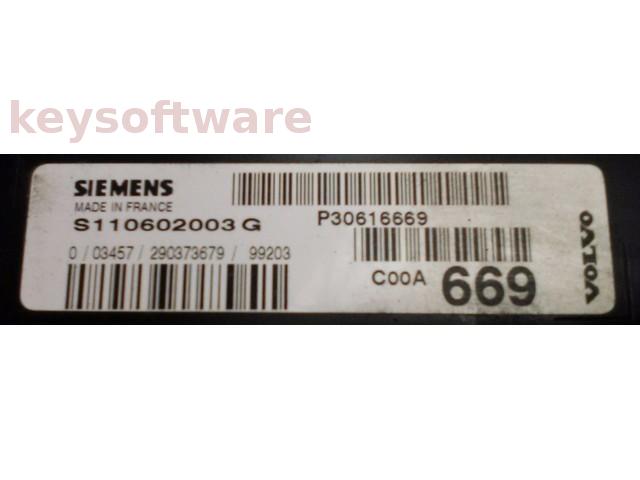 keysoftware
SIEMENS
MADE IN FRANCE
S110602003 G
P30616669
0 / 03457 / 290373679 / 99203
C00A 669
VOLVO